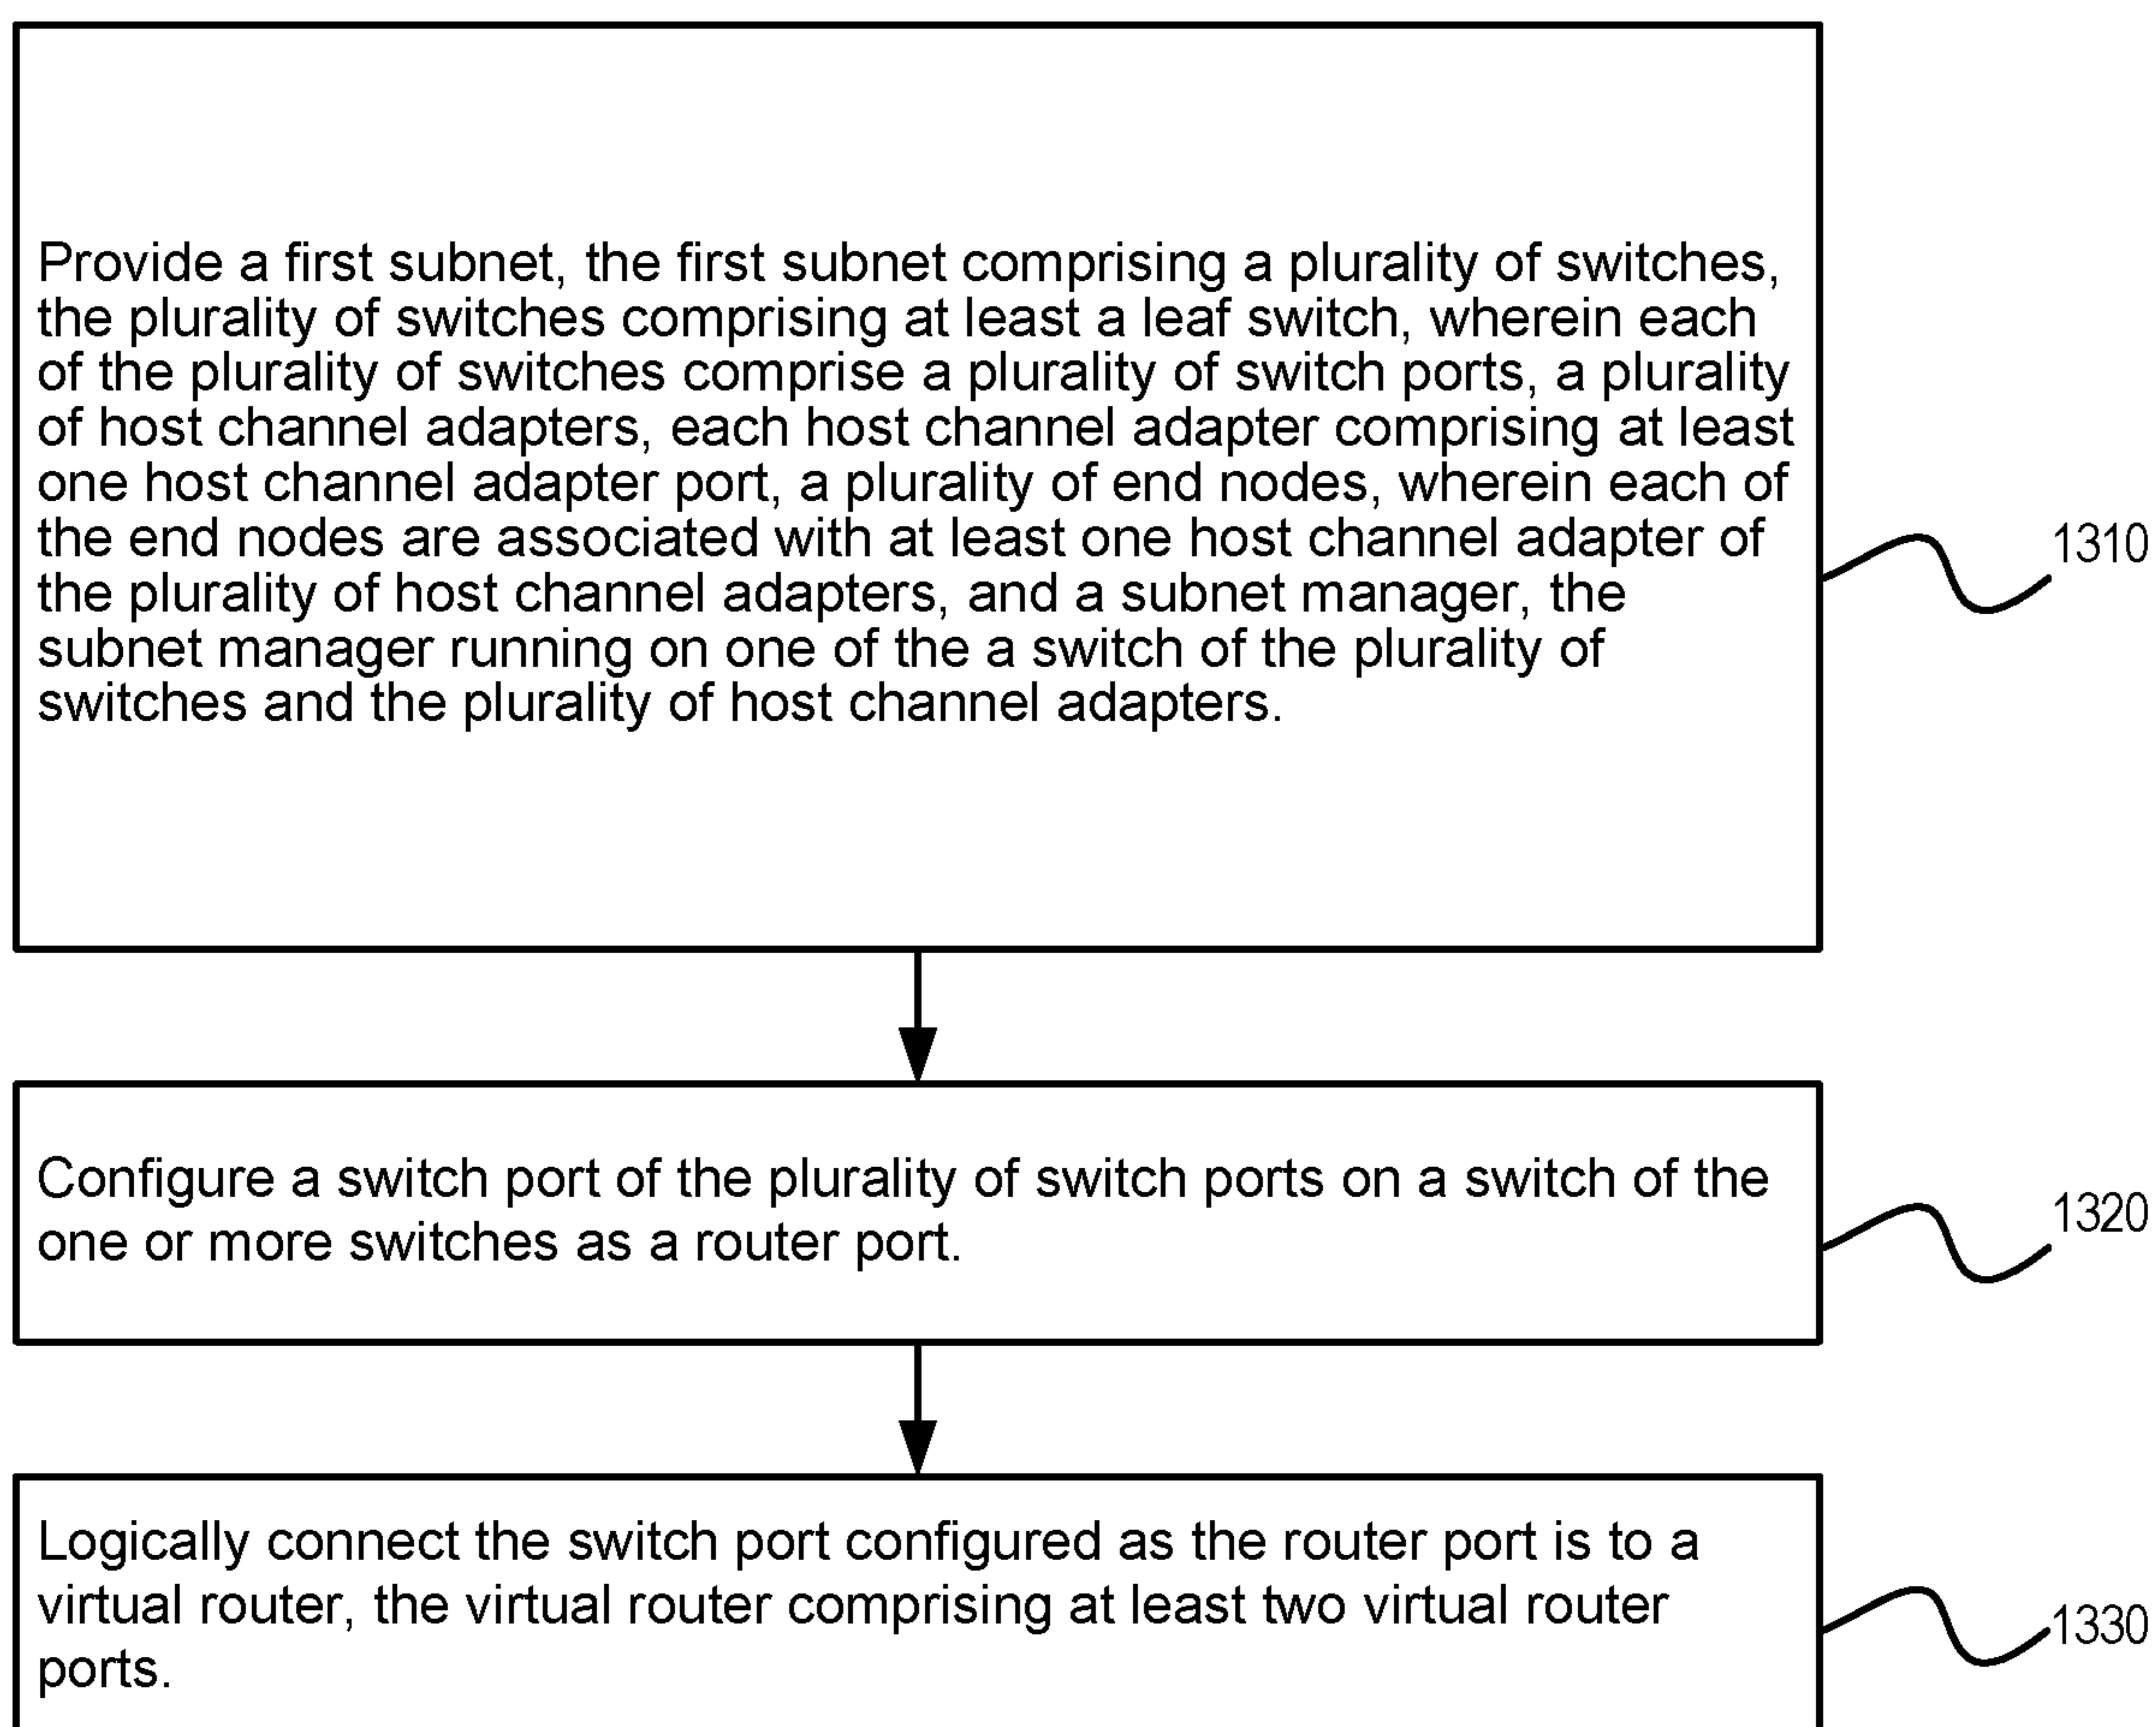 Provide a first subnet, the first subnet comprising a plurality of switches,
the plurality of switches comprising at least a leaf switch, wherein each
of the plurality of switches comprise a plurality of switch ports, a plurality
of host channel adapters, each host channel adapter comprising at least
one host channel adapter port, a plurality of end nodes, wherein each of
the end nodes are associated with at least one host channel adapter of
the plurality of host channel adapters, and a subnet manager, the
subnet manager running on one of the a switch of the plurality of
switches and the plurality of host channel adapters.
1310
Configure a switch port of the plurality of switch ports on a switch of the
one or more switches as a router port.
1320
Logically connect the switch port configured as the router port is to a
virtual router, the virtual router comprising at least two virtual router
ports.
1330